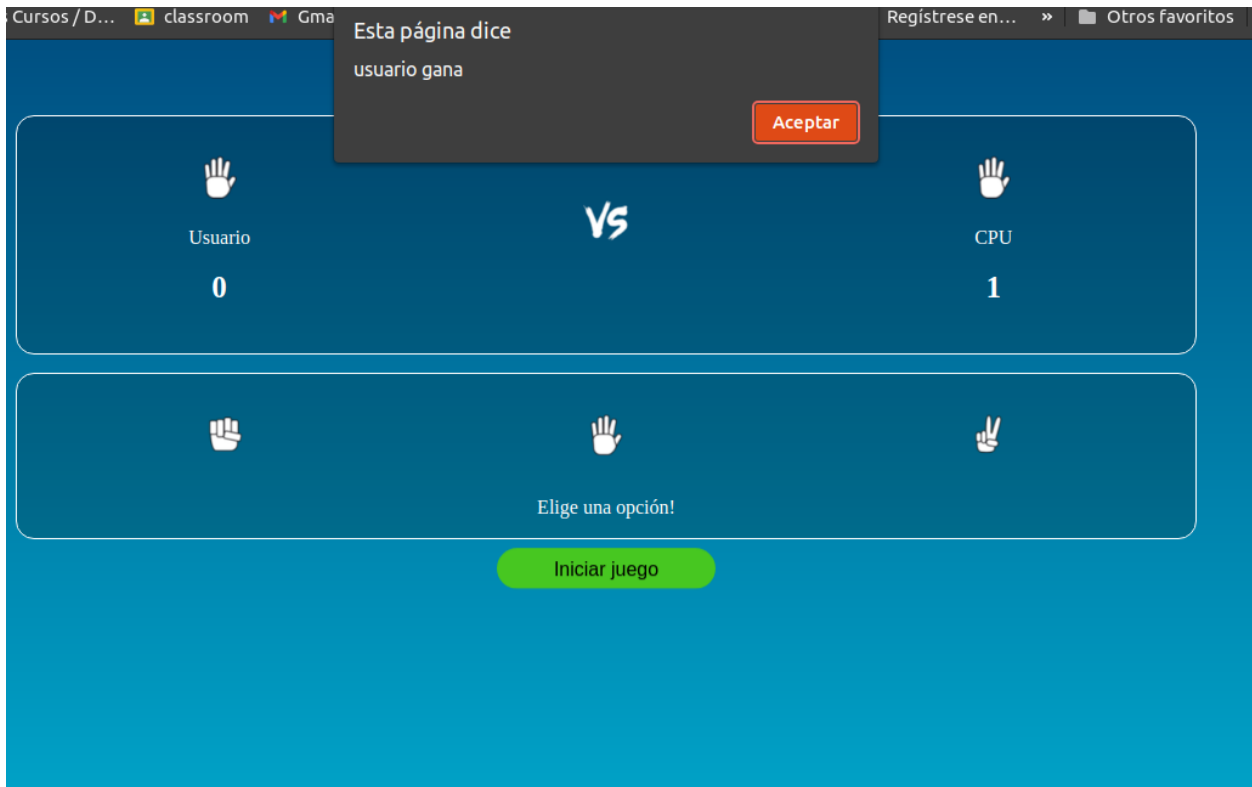 s Cursos / D... classroom Gma Regístrese en... » Otros favoritos
Esta página dice
usuario gana
Aceptar
VS
Usuario CPU
0 1
Elige una opción!
Iniciar juego